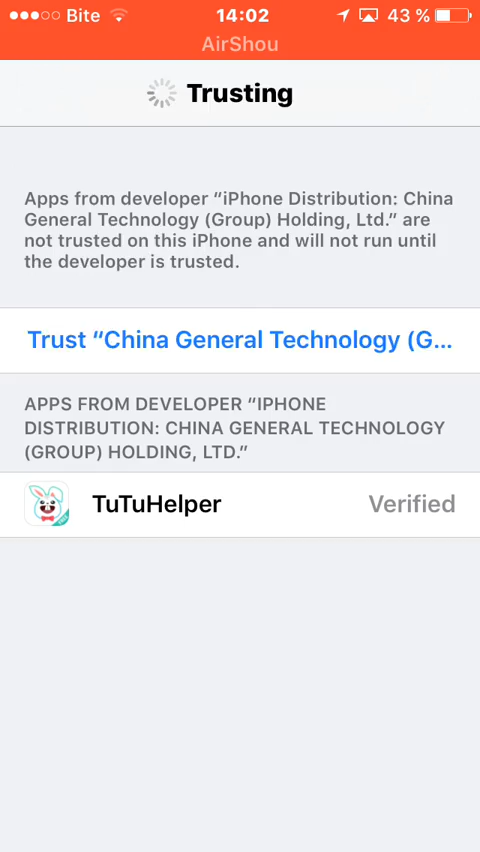 Bite 14:02 43 %
AirShou
Trusting
Apps from developer “iPhone Distribution: China
General Technology (Group) Holding, Ltd.” are
not trusted on this iPhone and will not run until
the developer is trusted.
Trust “China General Technology (G...
APPS FROM DEVELOPER “IPHONE
DISTRIBUTION: CHINA GENERAL TECHNOLOGY
(GROUP) HOLDING, LTD.”
TuTuHelper Verified